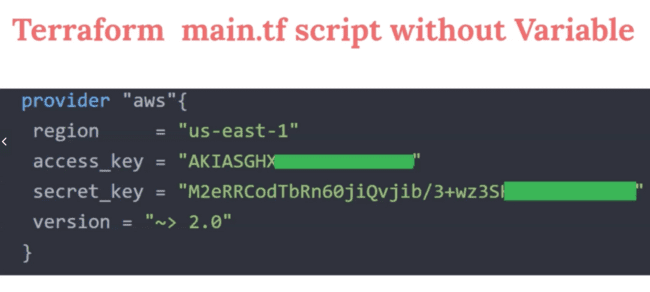 Terraform main.tf script without Variable
provider "aws"{
region = "us-east-1"
access_key = "AKIASGHX"
secret_key = "M2eRRCodTbRn60jiQvjib/3+wz3S"
version = "~> 2.0"
}